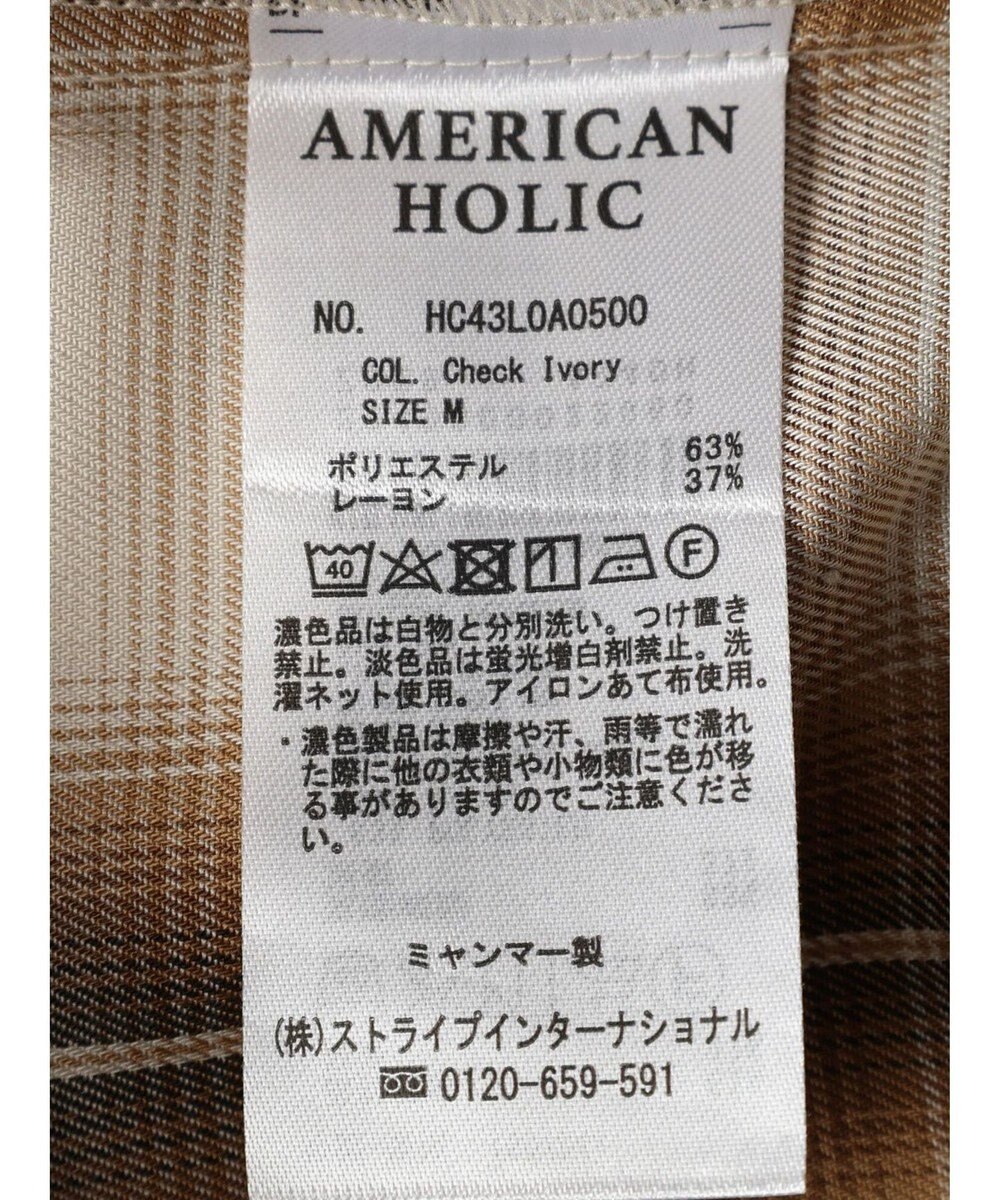 AMERICAN
HOLIC
NO. HC43L0A0500
COL. Check Ivory
SIZE M
ポリエステル 63%
レーヨン 37%
40 F
濃色品は白物と分別洗い。つけ置き
禁止。淡色品は蛍光増白剤禁止。洗
濯ネット使用。アイロンあて布使用。
・濃色製品は摩擦や汗、雨等で濡れ
た際に他の衣類や小物類に色が移
る事がありますのでご注意くださ
い。
ミャンマー製
(株)ストライプインターナショナル
0120-659-591